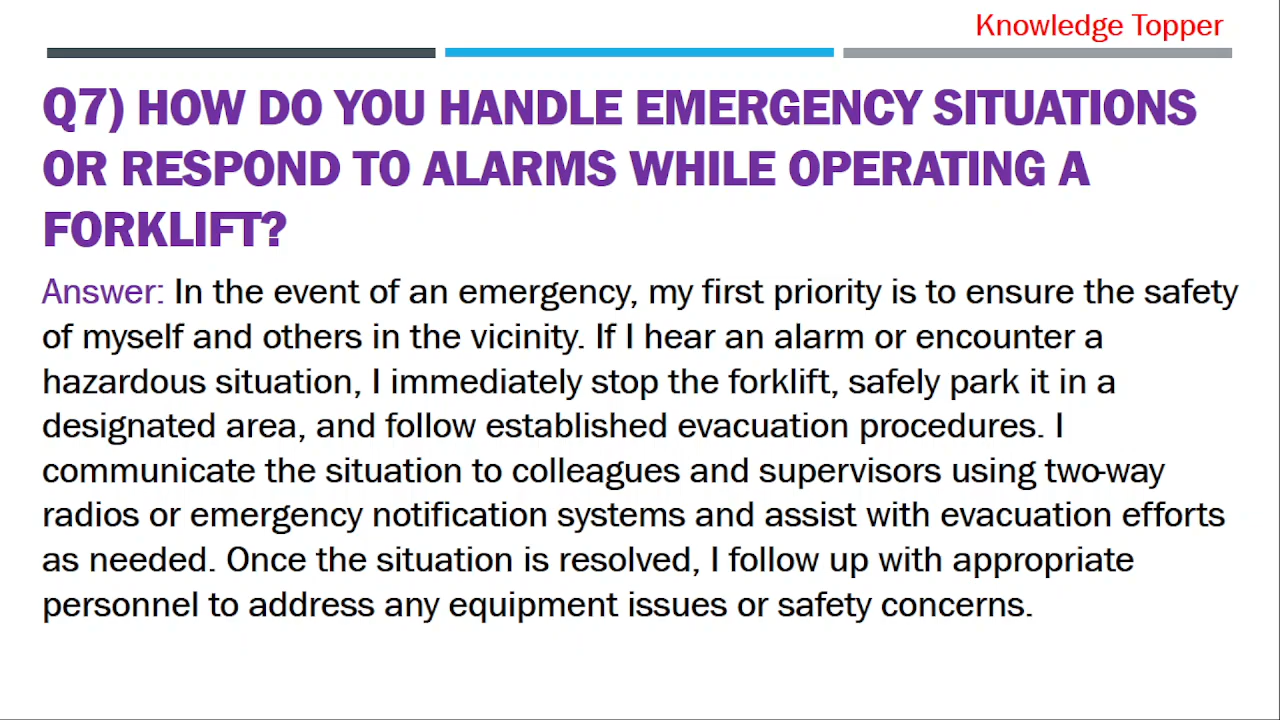 Knowledge Topper
Q7) HOW DO YOU HANDLE EMERGENCY SITUATIONS
OR RESPOND TO ALARMS WHILE OPERATING A
FORKLIFT?
Answer: In the event of an emergency, my first priority is to ensure the safety
of myself and others in the vicinity. If I hear an alarm or encounter a
hazardous situation, I immediately stop the forklift, safely park it in a
designated area, and follow established evacuation procedures. I
communicate the situation to colleagues and supervisors using two-way
radios or emergency notification systems and assist with evacuation efforts
as needed. Once the situation is resolved, I follow up with appropriate
personnel to address any equipment issues or safety concerns.